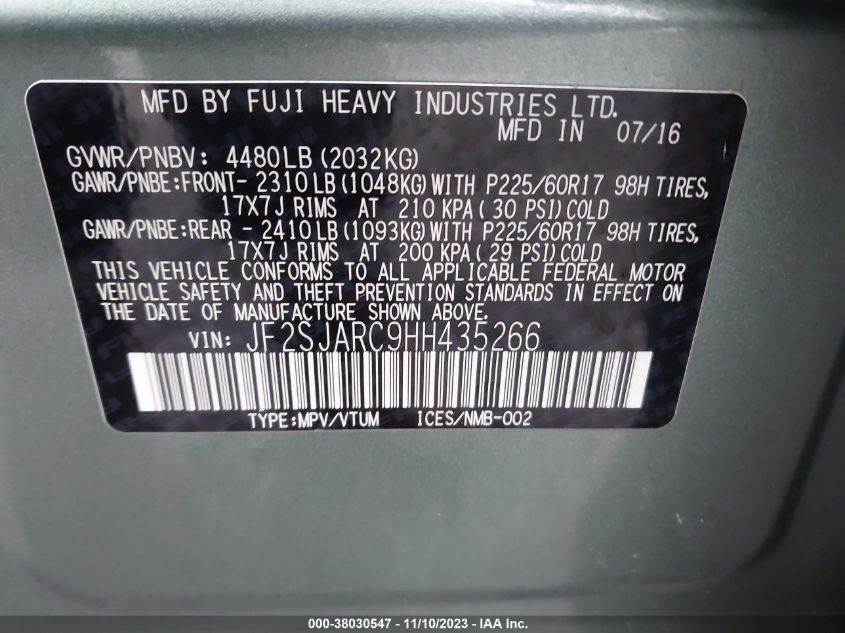 MFD BY FUJI HEAVY INDUSTRIES LTD.
MFD IN 07/16
GVWR/PNBV: 4480LB (2032KG)
GAWR/PNBE:FRONT- 2310LB (1048KG) WITH P225/60R17 98H TIRES,
17X7J RIMS AT 210 KPA ( 30 PSI) COLD
GAWR/PNBE:REAR - 2410LB (1093KG) WITH P225/60R17 98H TIRES,
17X7J RIMS AT 200 KPA ( 29 PSI) COLD
THIS VEHICLE CONFORMS TO ALL APPLICABLE FEDERAL MOTOR
VEHICLE SAFETY AND THEFT PREVENTION STANDARDS IN EFFECT ON
THE DATE OF MANUFACTURE SHOWN ABOVE.
VIN: JF2SJARC9HH435266
TYPE:MPV/VTUM ICES/NMB-002
000-38030547 - 11/10/2023 - IAA Inc.